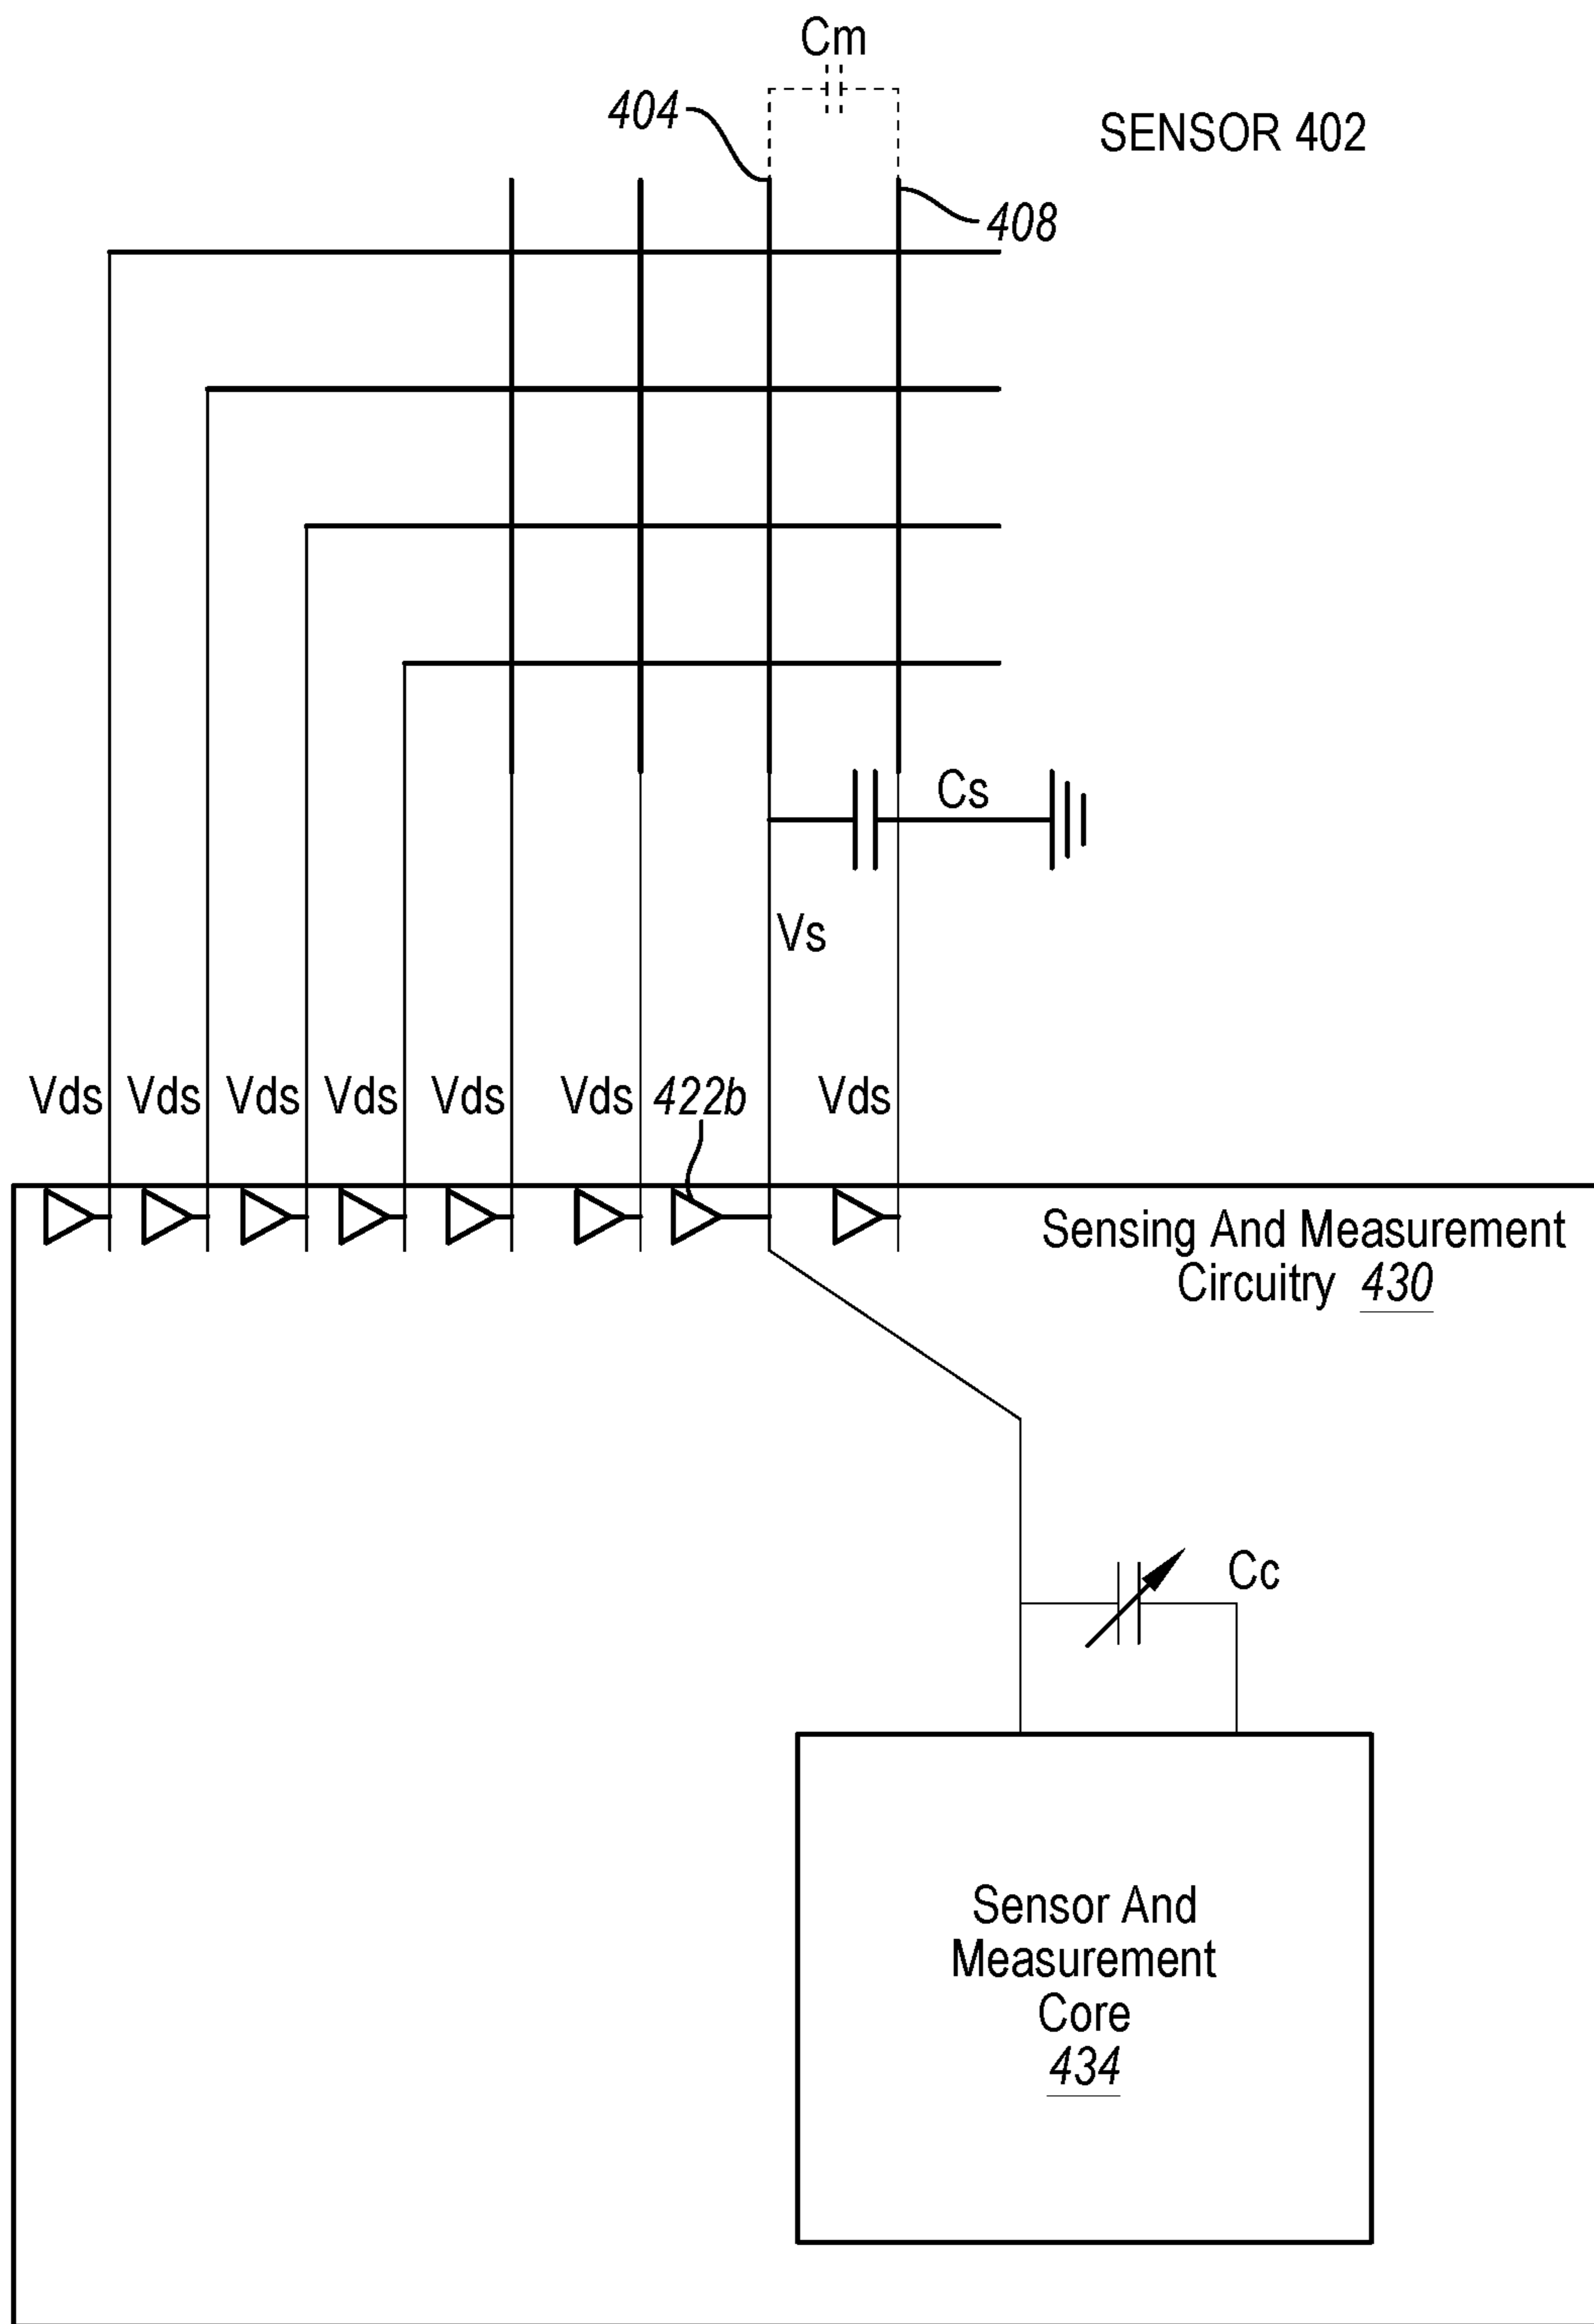 Cm
404
SENSOR 402
408
Cs
Vs
Vds Vds Vds Vds Vds Vds 422b Vds
Sensing And Measurement
Circuitry 430
Cc
Sensor And
Measurement
Core
434